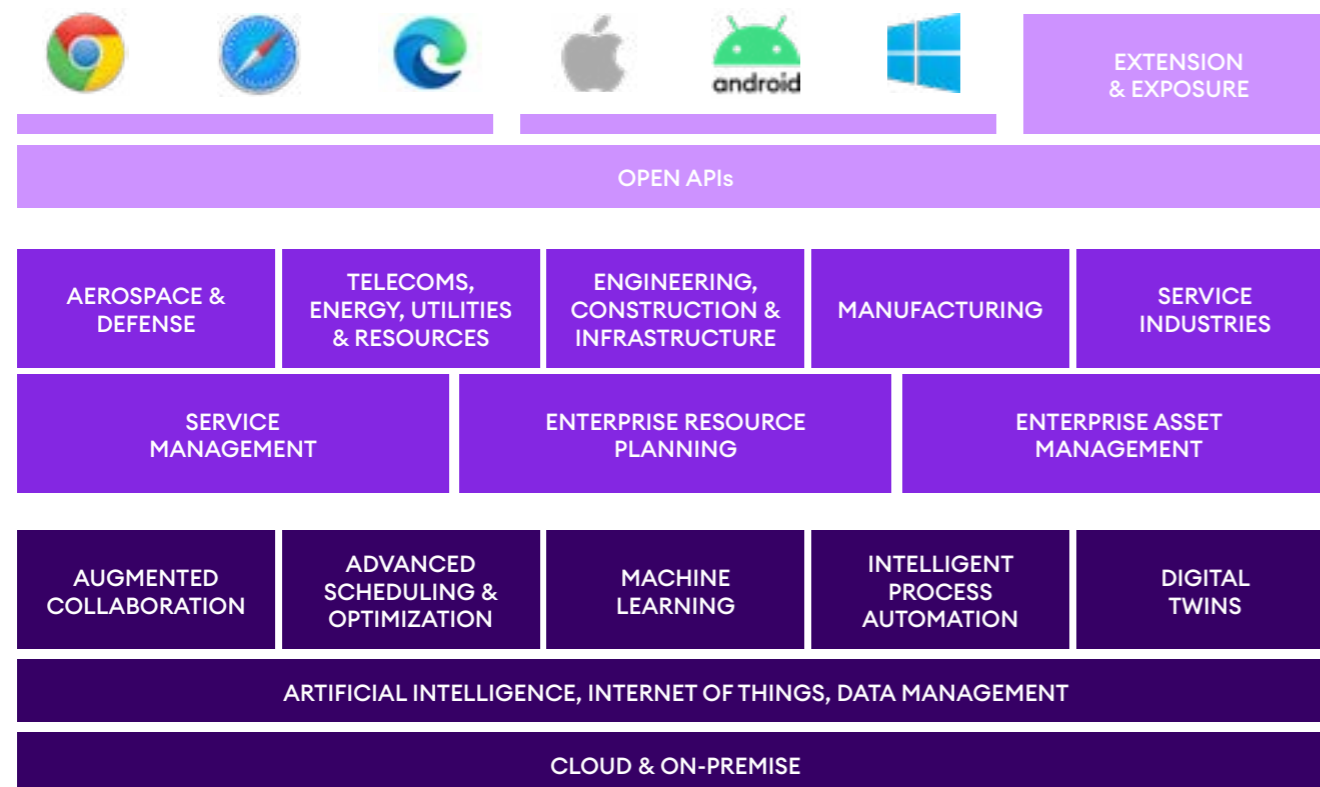 android
EXTENSION
& EXPOSURE
OPEN APIs
AEROSPACE &
DEFENSE
TELECOMS,
ENERGY, UTILITIES
& RESOURCES
ENGINEERING,
CONSTRUCTION &
INFRASTRUCTURE
MANUFACTURING
SERVICE
INDUSTRIES
SERVICE
MANAGEMENT
ENTERPRISE RESOURCE
PLANNING
ENTERPRISE ASSET
MANAGEMENT
AUGMENTED
COLLABORATION
ADVANCED
SCHEDULING &
OPTIMIZATION
MACHINE
LEARNING
INTELLIGENT
PROCESS
AUTOMATION
DIGITAL
TWINS
ARTIFICIAL INTELLIGENCE, INTERNET OF THINGS, DATA MANAGEMENT
CLOUD & ON-PREMISE